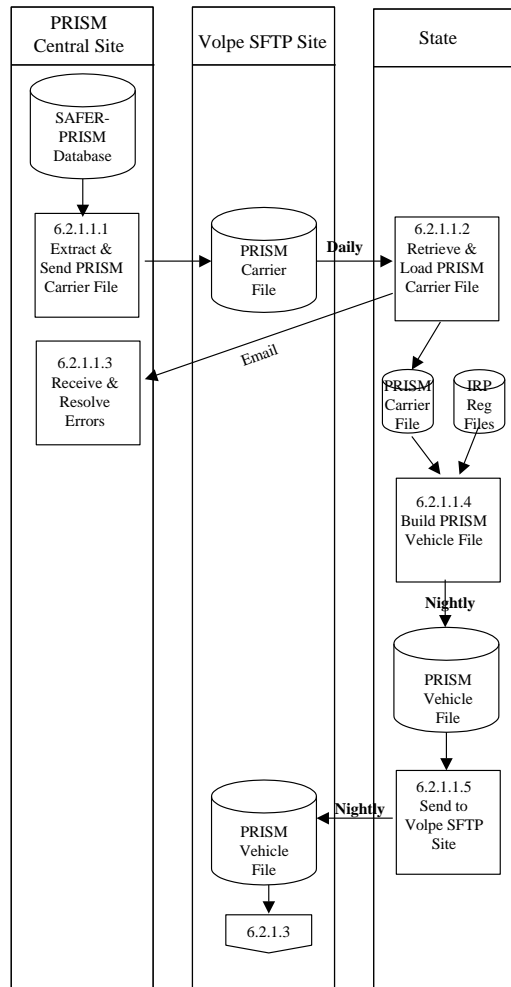 PRISM
Central Site
Volpe SFTP Site
State
SAFER-
PRISM
Database
6.2.1.1.1
Extract &
Send PRISM
Carrier File
PRISM
Carrier
File
Daily
6.2.1.1.2
Retrieve &
Load PRISM
Carrier File
Email
6.2.1.1.3
Receive &
Resolve
Errors
PRISM
Carrier
File
IRP
Reg
Files
6.2.1.1.4
Build PRISM
Vehicle File
Nightly
PRISM
Vehicle
File
6.2.1.1.5
Send to
Volpe SFTP
Site
Nightly
PRISM
Vehicle
File
6.2.1.3